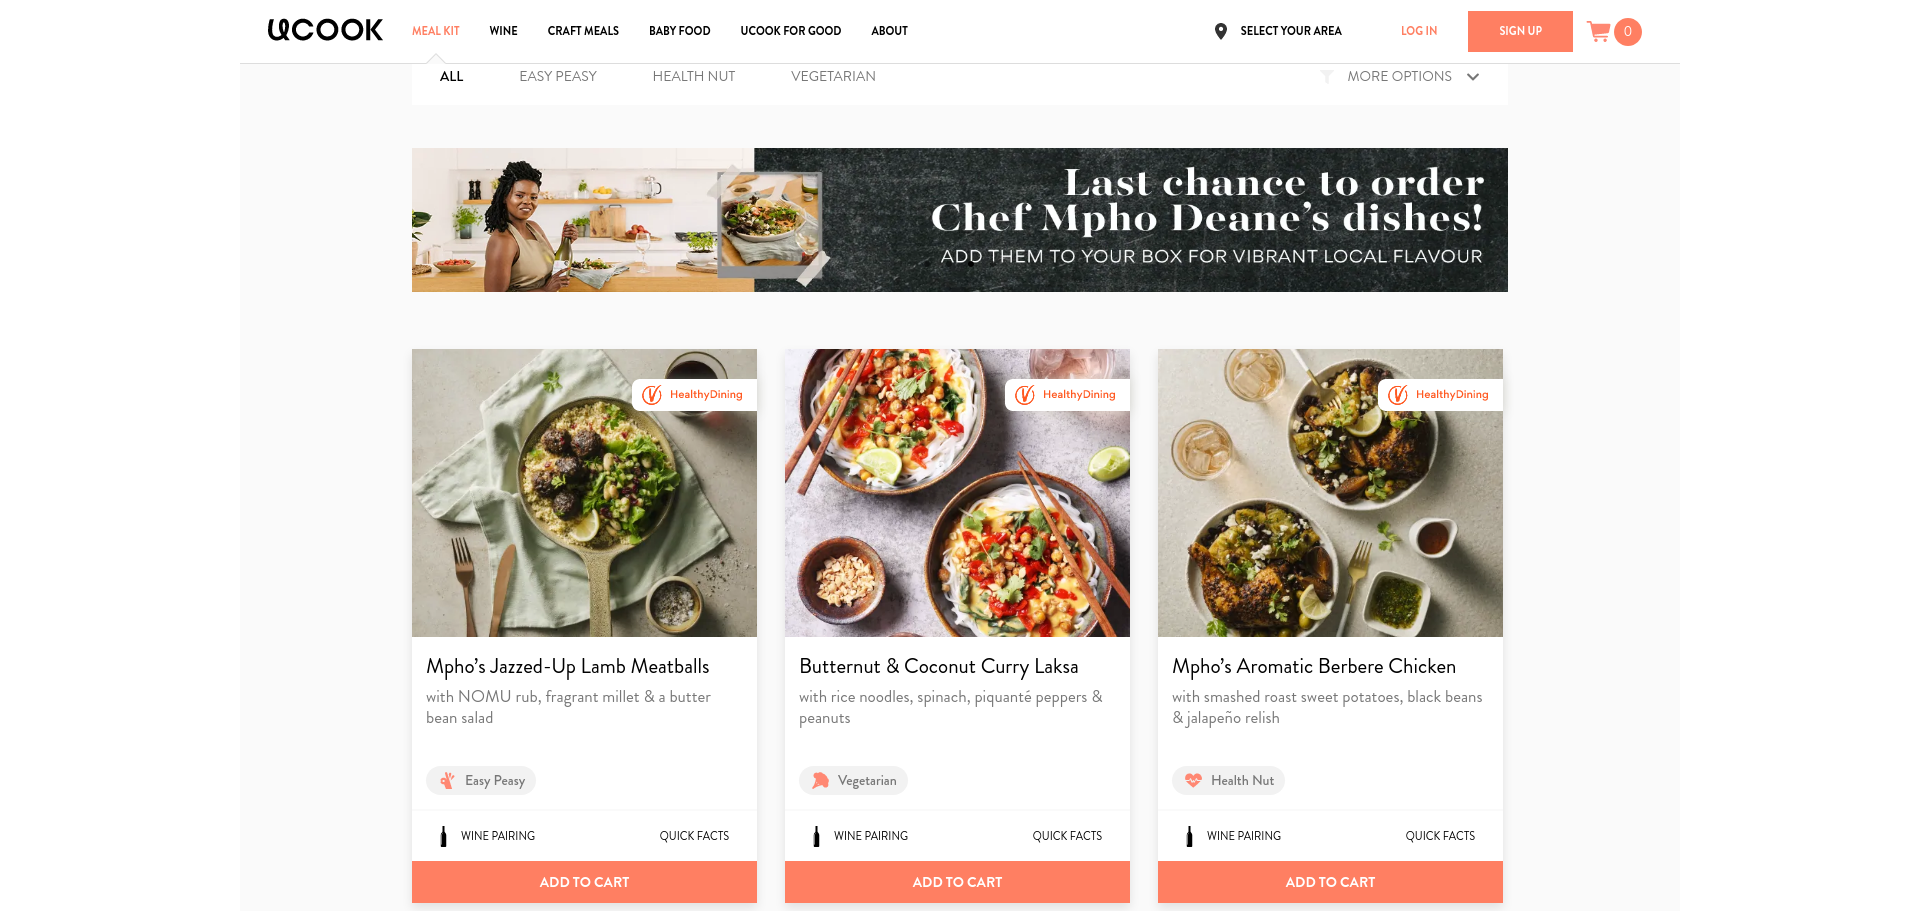 UCOOK
MEAL KIT
WINE
CRAFT MEALS
BABY FOOD
UCOOK FOR GOOD
ABOUT
SELECT YOUR AREA
LOG IN
SIGN UP
0
ALL
EASY PEASY
HEALTH NUT
VEGETARIAN
MORE OPTIONS
Last chance to order
Chef Mpho Deane's dishes!
ADD THEM TO YOUR BOX FOR VIBRANT LOCAL FLAVOUR
HealthyDining
Mpho's Jazzed-Up Lamb Meatballs
with NOMU rub, fragrant millet & a butter
bean salad
Easy Peasy
WINE PAIRING
QUICK FACTS
ADD TO CART
HealthyDining
Butternut & Coconut Curry Laksa
with rice noodles, spinach, piquanté peppers &
peanuts
Vegetarian
WINE PAIRING
QUICK FACTS
ADD TO CART
HealthyDining
Mpho's Aromatic Berbere Chicken
with smashed roast sweet potatoes, black beans
& jalapeño relish
Health Nut
WINE PAIRING
QUICK FACTS
ADD TO CART